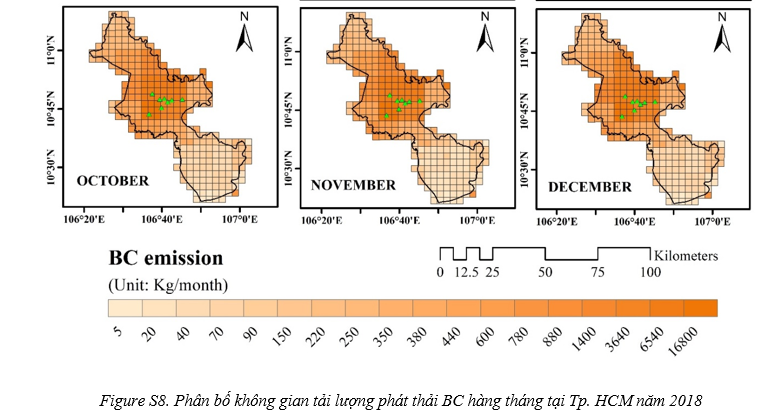 N
N
N
11°0'N
10°45'N
10°30'N
OCTOBER
106°20'E
106°40'E
107°0'E
11°0'N
10°45'N
10°30'N
NOVEMBER
106°20'E
106°40'E
107°0'E
11°0'N
10°45'N
10°30'N
DECEMBER
106°20'E
106°40'E
107°0'E
BC emission
(Unit: Kg/month)
Kilometers
0 12.5 25 50 75 100
5 20 40 70 90 150 220 250 350 380 440 600 780 880 1400 3640 6540 16800
Figure S8. Phân bố không gian tải lượng phát thải BC hàng tháng tại Tp. HCM năm 2018